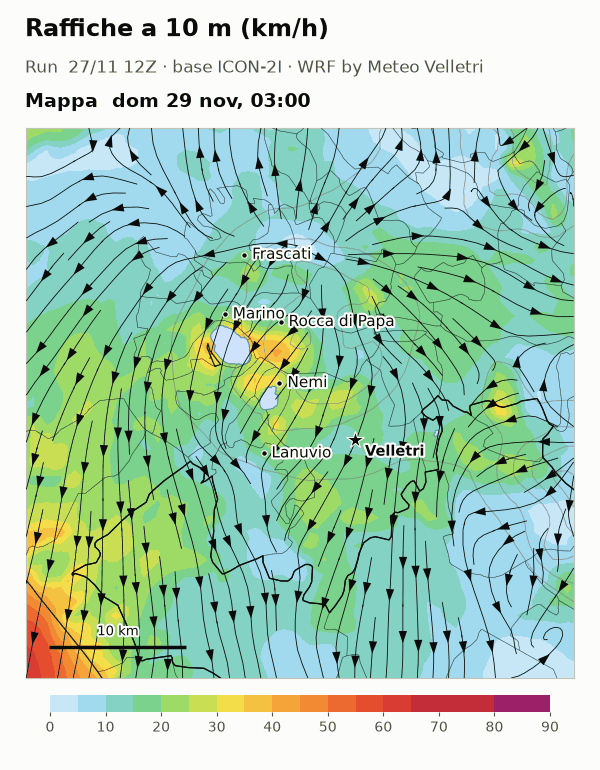 Raffiche a 10 m (km/h)
Run  27/11 12Z · base ICON-2I · WRF by Meteo Velletri
Mappa  dom 29 nov, 03:00
Frascati
Marino
Rocca di Papa
Nemi
Velletri
Lanuvio
10 km
0 10 20 30 40 50 60 70 80 90